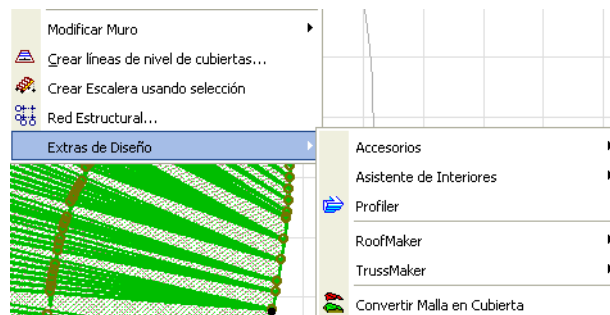 Modificar Muro
Crear líneas de nivel de cubiertas...
Crear Escalera usando selección
Red Estructural...
Extras de Diseño
Accesorios
Asistente de Interiores
Profiler
RoofMaker
TrussMaker
Convertir Malla en Cubierta